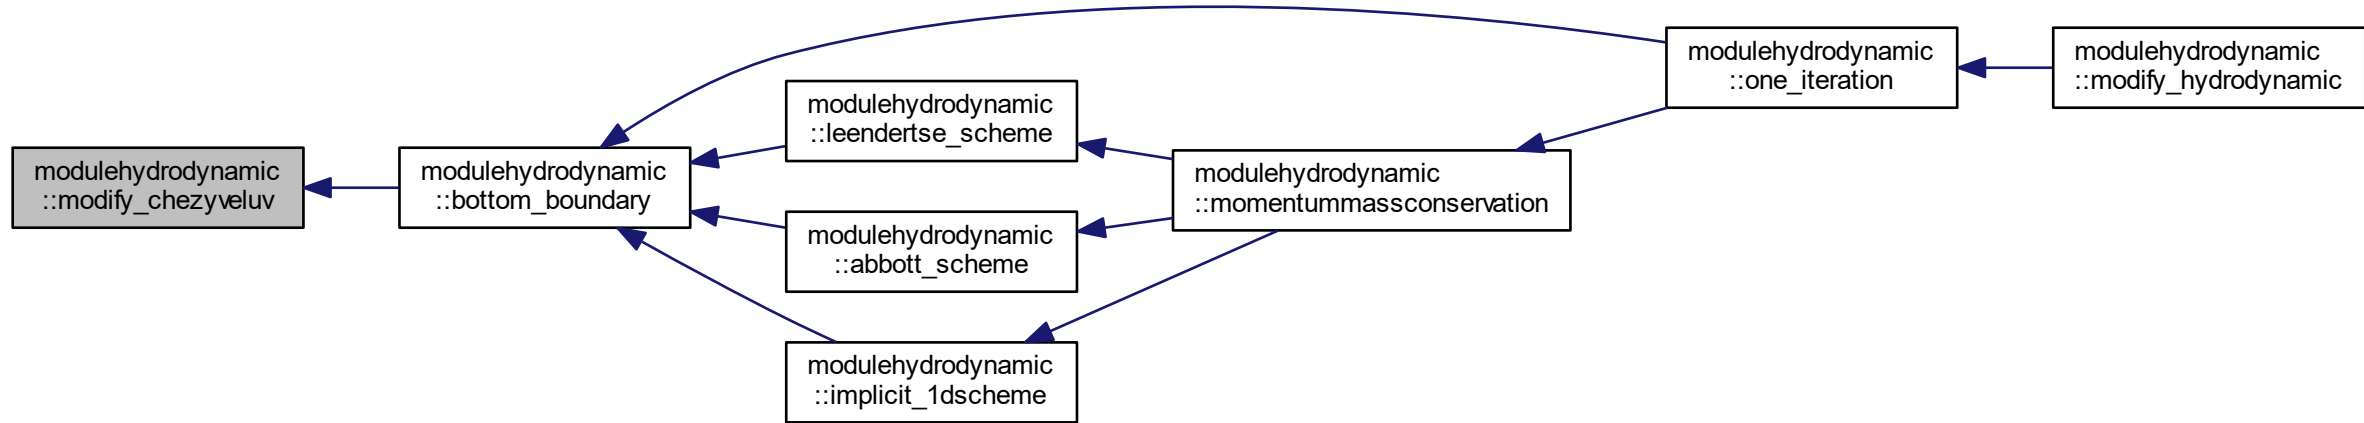 modulehydrodynamic
::modify_chezyveluv
modulehydrodynamic
::bottom_boundary
modulehydrodynamic
::leendertse_scheme
modulehydrodynamic
::abbott_scheme
modulehydrodynamic
::implicit_1dscheme
modulehydrodynamic
::momentummassconservation
modulehydrodynamic
::one_iteration
modulehydrodynamic
::modify_hydrodynamic